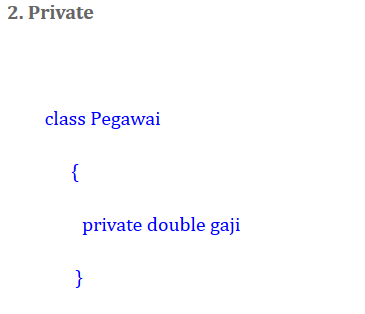 2. Private
class Pegawai
{
private double gaji
}